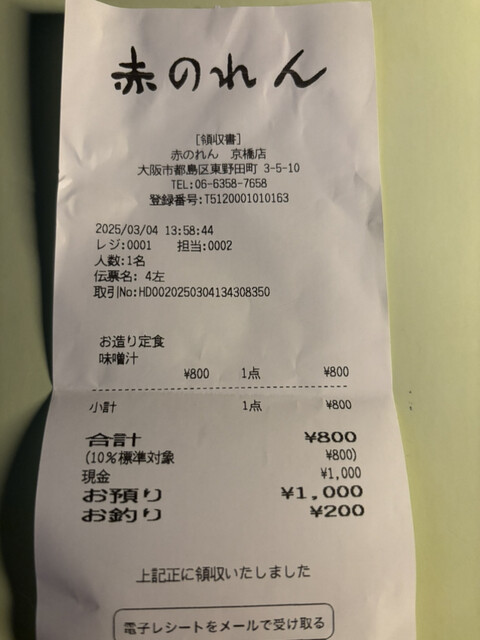 赤のれん
[領収書]
赤のれん 京橋店
大阪市都島区東野田町 3-5-10
TEL:06-6358-7658
登録番号:T5120001010163
2025/03/04 13:58:44
レジ:0001 担当:0002
人数:1名
伝票名: 4左
取引No:HD00202503041343083​50
お造り定食
味噌汁
¥800 1点 ¥800
小計 1点 ¥800
合計 ¥800
(10%標準対象 ¥800)
現金 ¥1,000
お預り ¥1,000
お釣り ¥200
上記正に領収いたしました
電子レシートをメールで受け取る